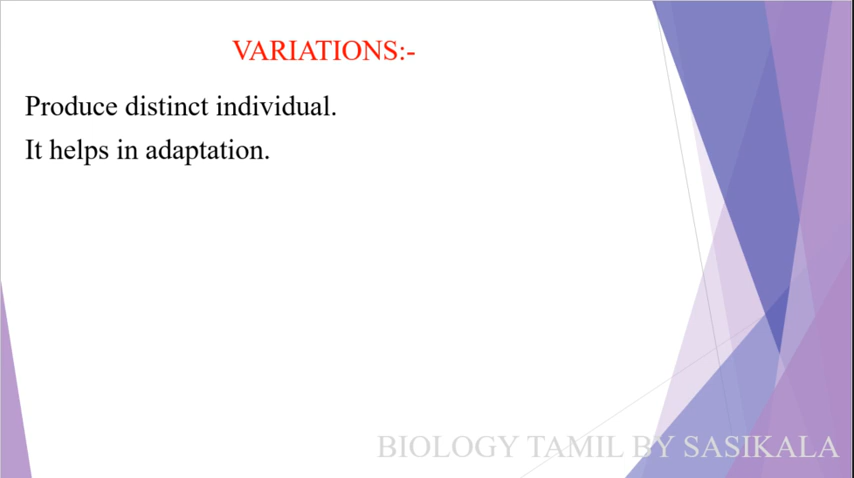 VARIATIONS:-
Produce distinct individual.
It helps in adaptation.
BIOLOGY TAMIL BY SASIKALA